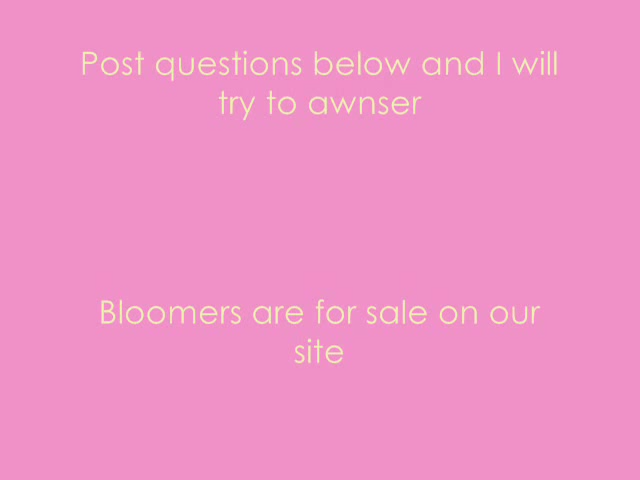 Post questions below and I will
try to awnser
Bloomers are for sale on our
site